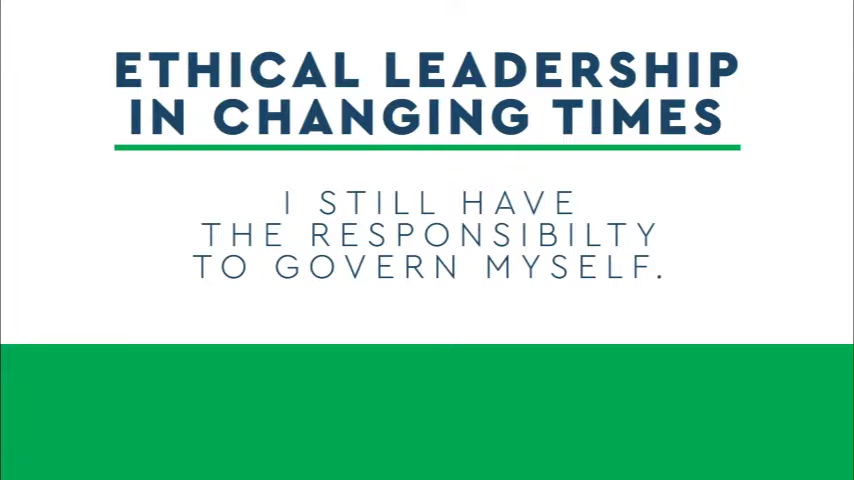 ETHICAL LEADERSHIP
IN CHANGING TIMES
I STILL HAVE
THE RESPONSIBILTY
TO GOVERN MYSELF.